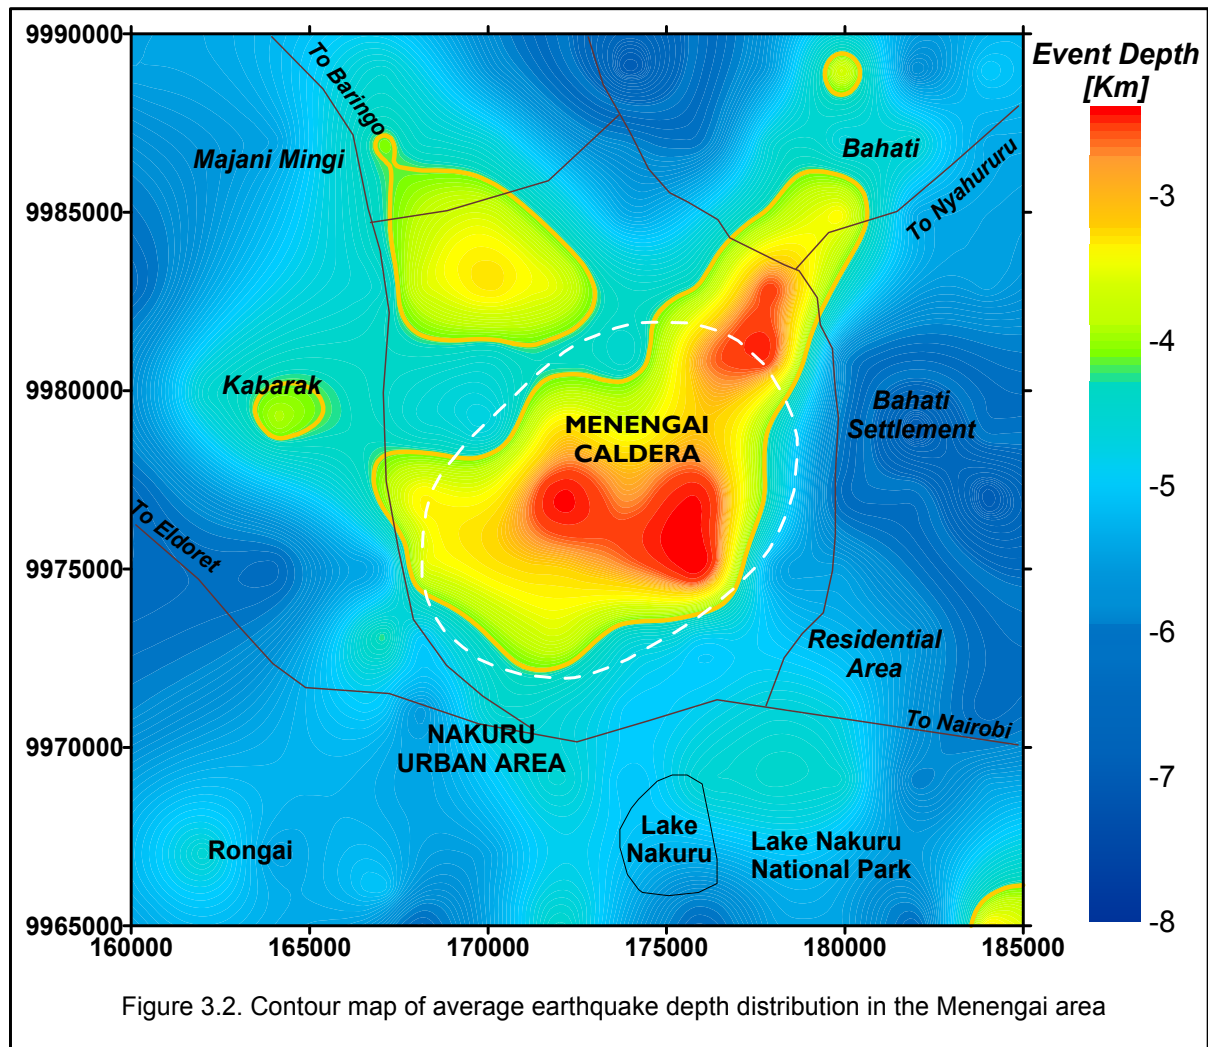 9990000
9985000
9980000
9975000
9970000
9965000
160000
165000
170000
175000
180000
185000
Event Depth
[Km]
-3
-4
-5
-6
-7
-8
To Baringo
Majani Mingi
Bahati
To Nyahururu
Kabarak
MENENGAI
CALDERA
Bahati
Settlement
To Eldoret
Residential
Area
To Nairobi
NAKURU
URBAN AREA
Lake
Nakuru
Lake Nakuru
National Park
Rongai
Figure 3.2. Contour map of average earthquake depth distribution in the Menengai area